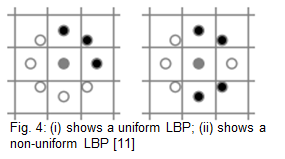 Fig. 4: (i) shows a uniform LBP; (ii) shows a
non-uniform LBP [11]